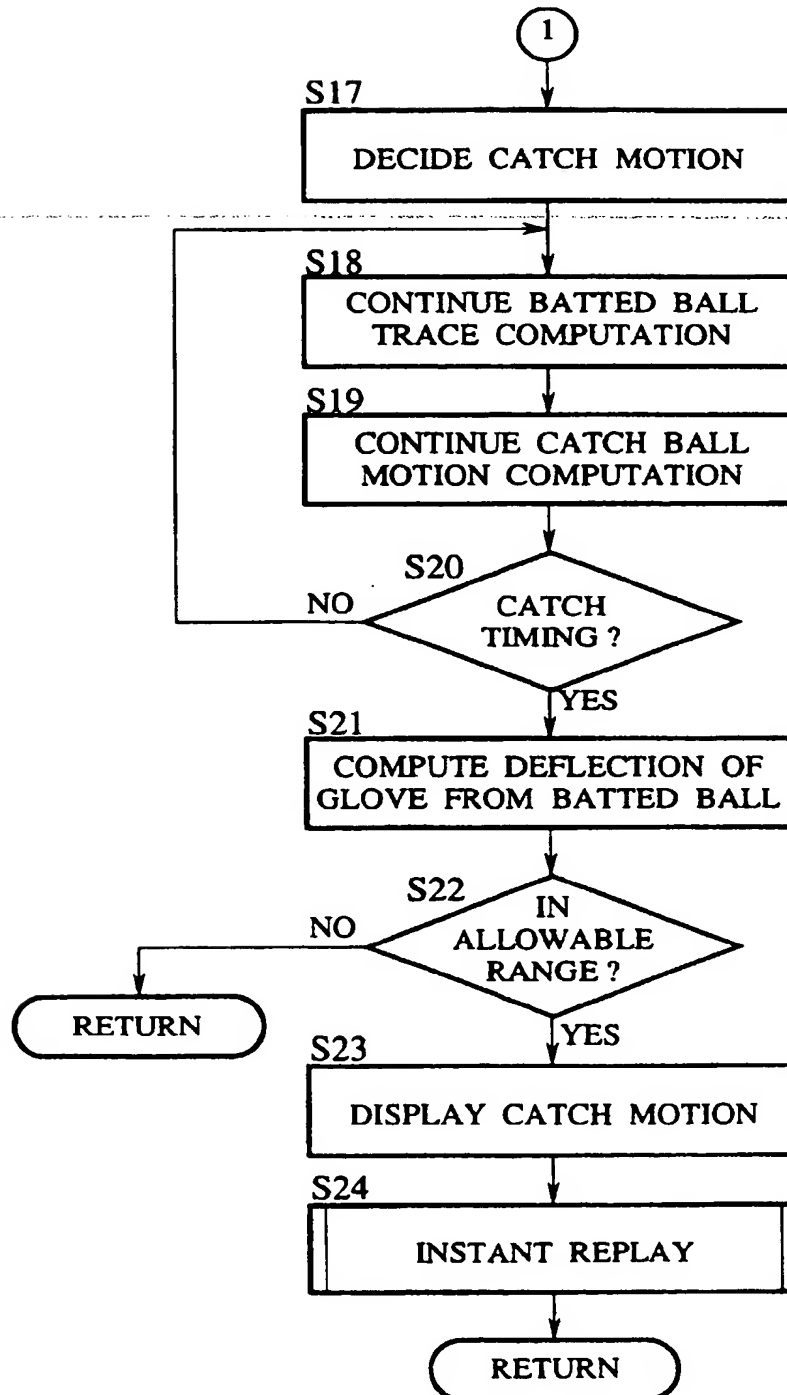 1
S17
DECIDE CATCH MOTION
S18
CONTINUE BATTED BALL
TRACE COMPUTATION
S19
CONTINUE CATCH BALL
MOTION COMPUTATION
S20
NO
CATCH
TIMING ?
YES
S21
COMPUTE DEFLECTION OF
GLOVE FROM BATTED BALL
S22
NO
IN
ALLOWABLE
RANGE ?
RETURN
YES
S23
DISPLAY CATCH MOTION
S24
INSTANT REPLAY
RETURN